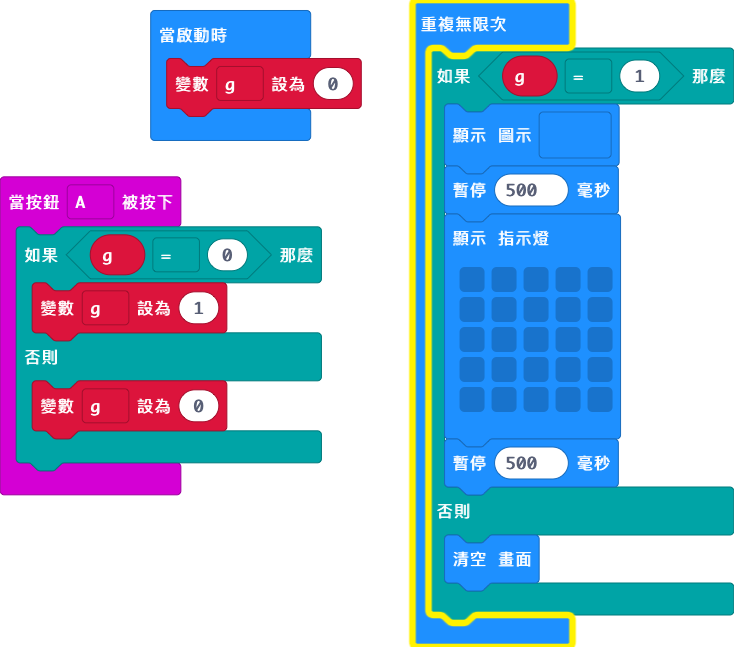 當啟動時
變數 g 設為 0
當按鈕 A 被按下
如果 g = 0 那麼
變數 g 設為 1
否則
變數 g 設為 0
重複無限次
如果 g = 1 那麼
顯示 圖示
暫停 500 毫秒
顯示 指示燈
暫停 500 毫秒
否則
清空 畫面